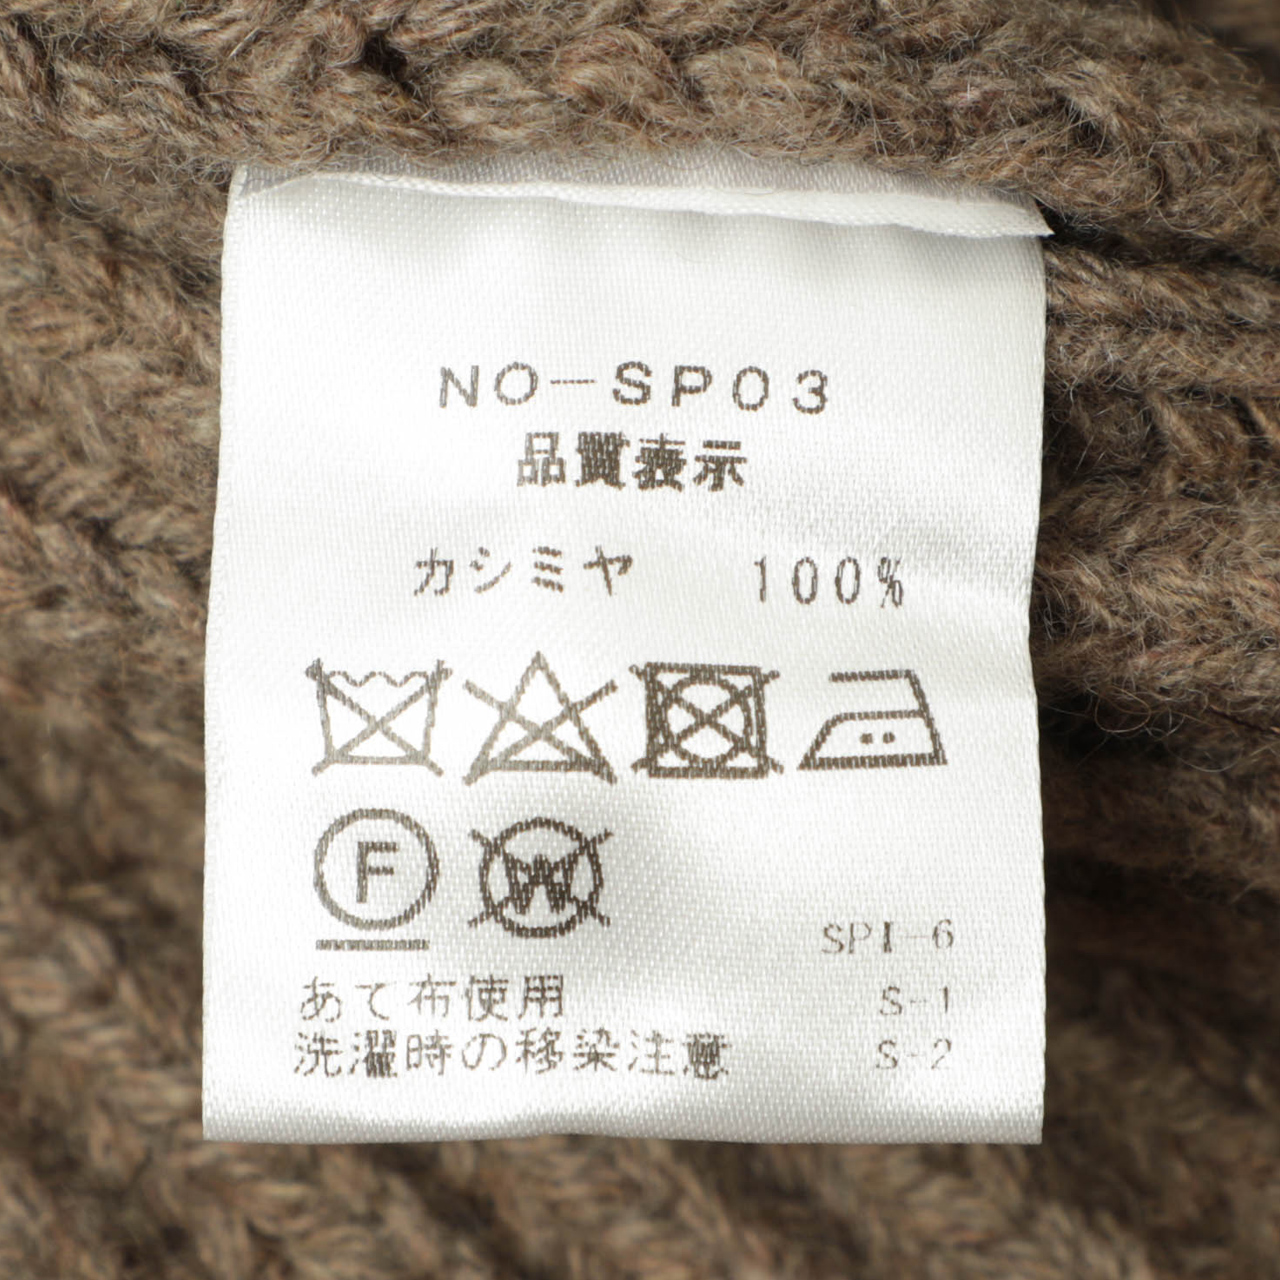 NO-SP03
品質表示
カシミヤ 100%
F W
SPI-6
あて布使用 S-1
洗濯時の移染注意 S-2